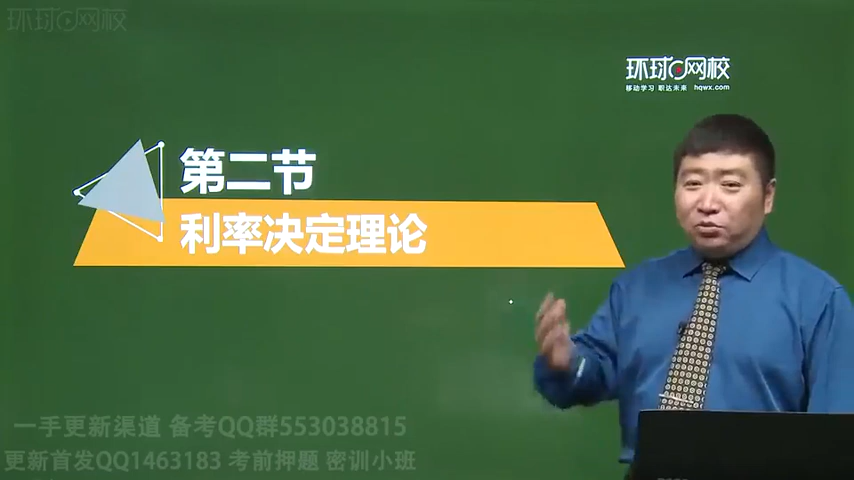 环球网校
环球网校
移动学习 职达未来 hqwx.com
第二节
利率决定理论
一手更新渠道 备考QQ群553038815
更新首发QQ1463183 考前押题 密训小班